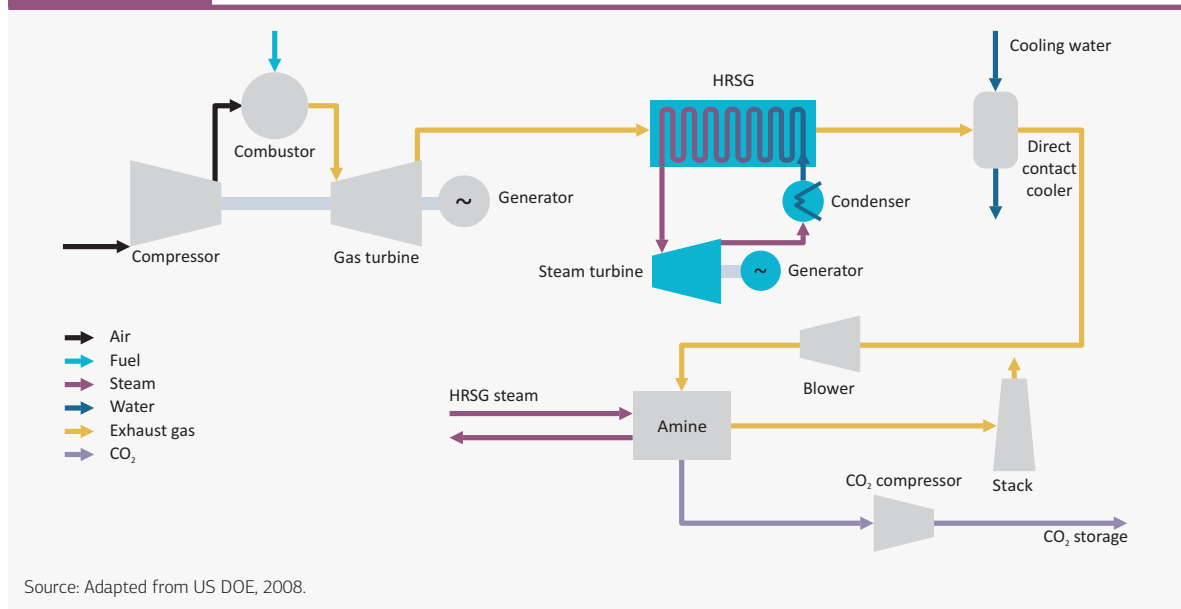 Cooling water
HRSG
Combustor
Direct
contact
cooler
~
Generator
Condenser
Compressor
Gas turbine
Steam turbine
~
Generator
Air
Fuel
Steam
Water
Exhaust gas
CO₂
Blower
HRSG steam
Amine
CO₂ compressor
Stack
CO₂ storage
Source: Adapted from US DOE, 2008.